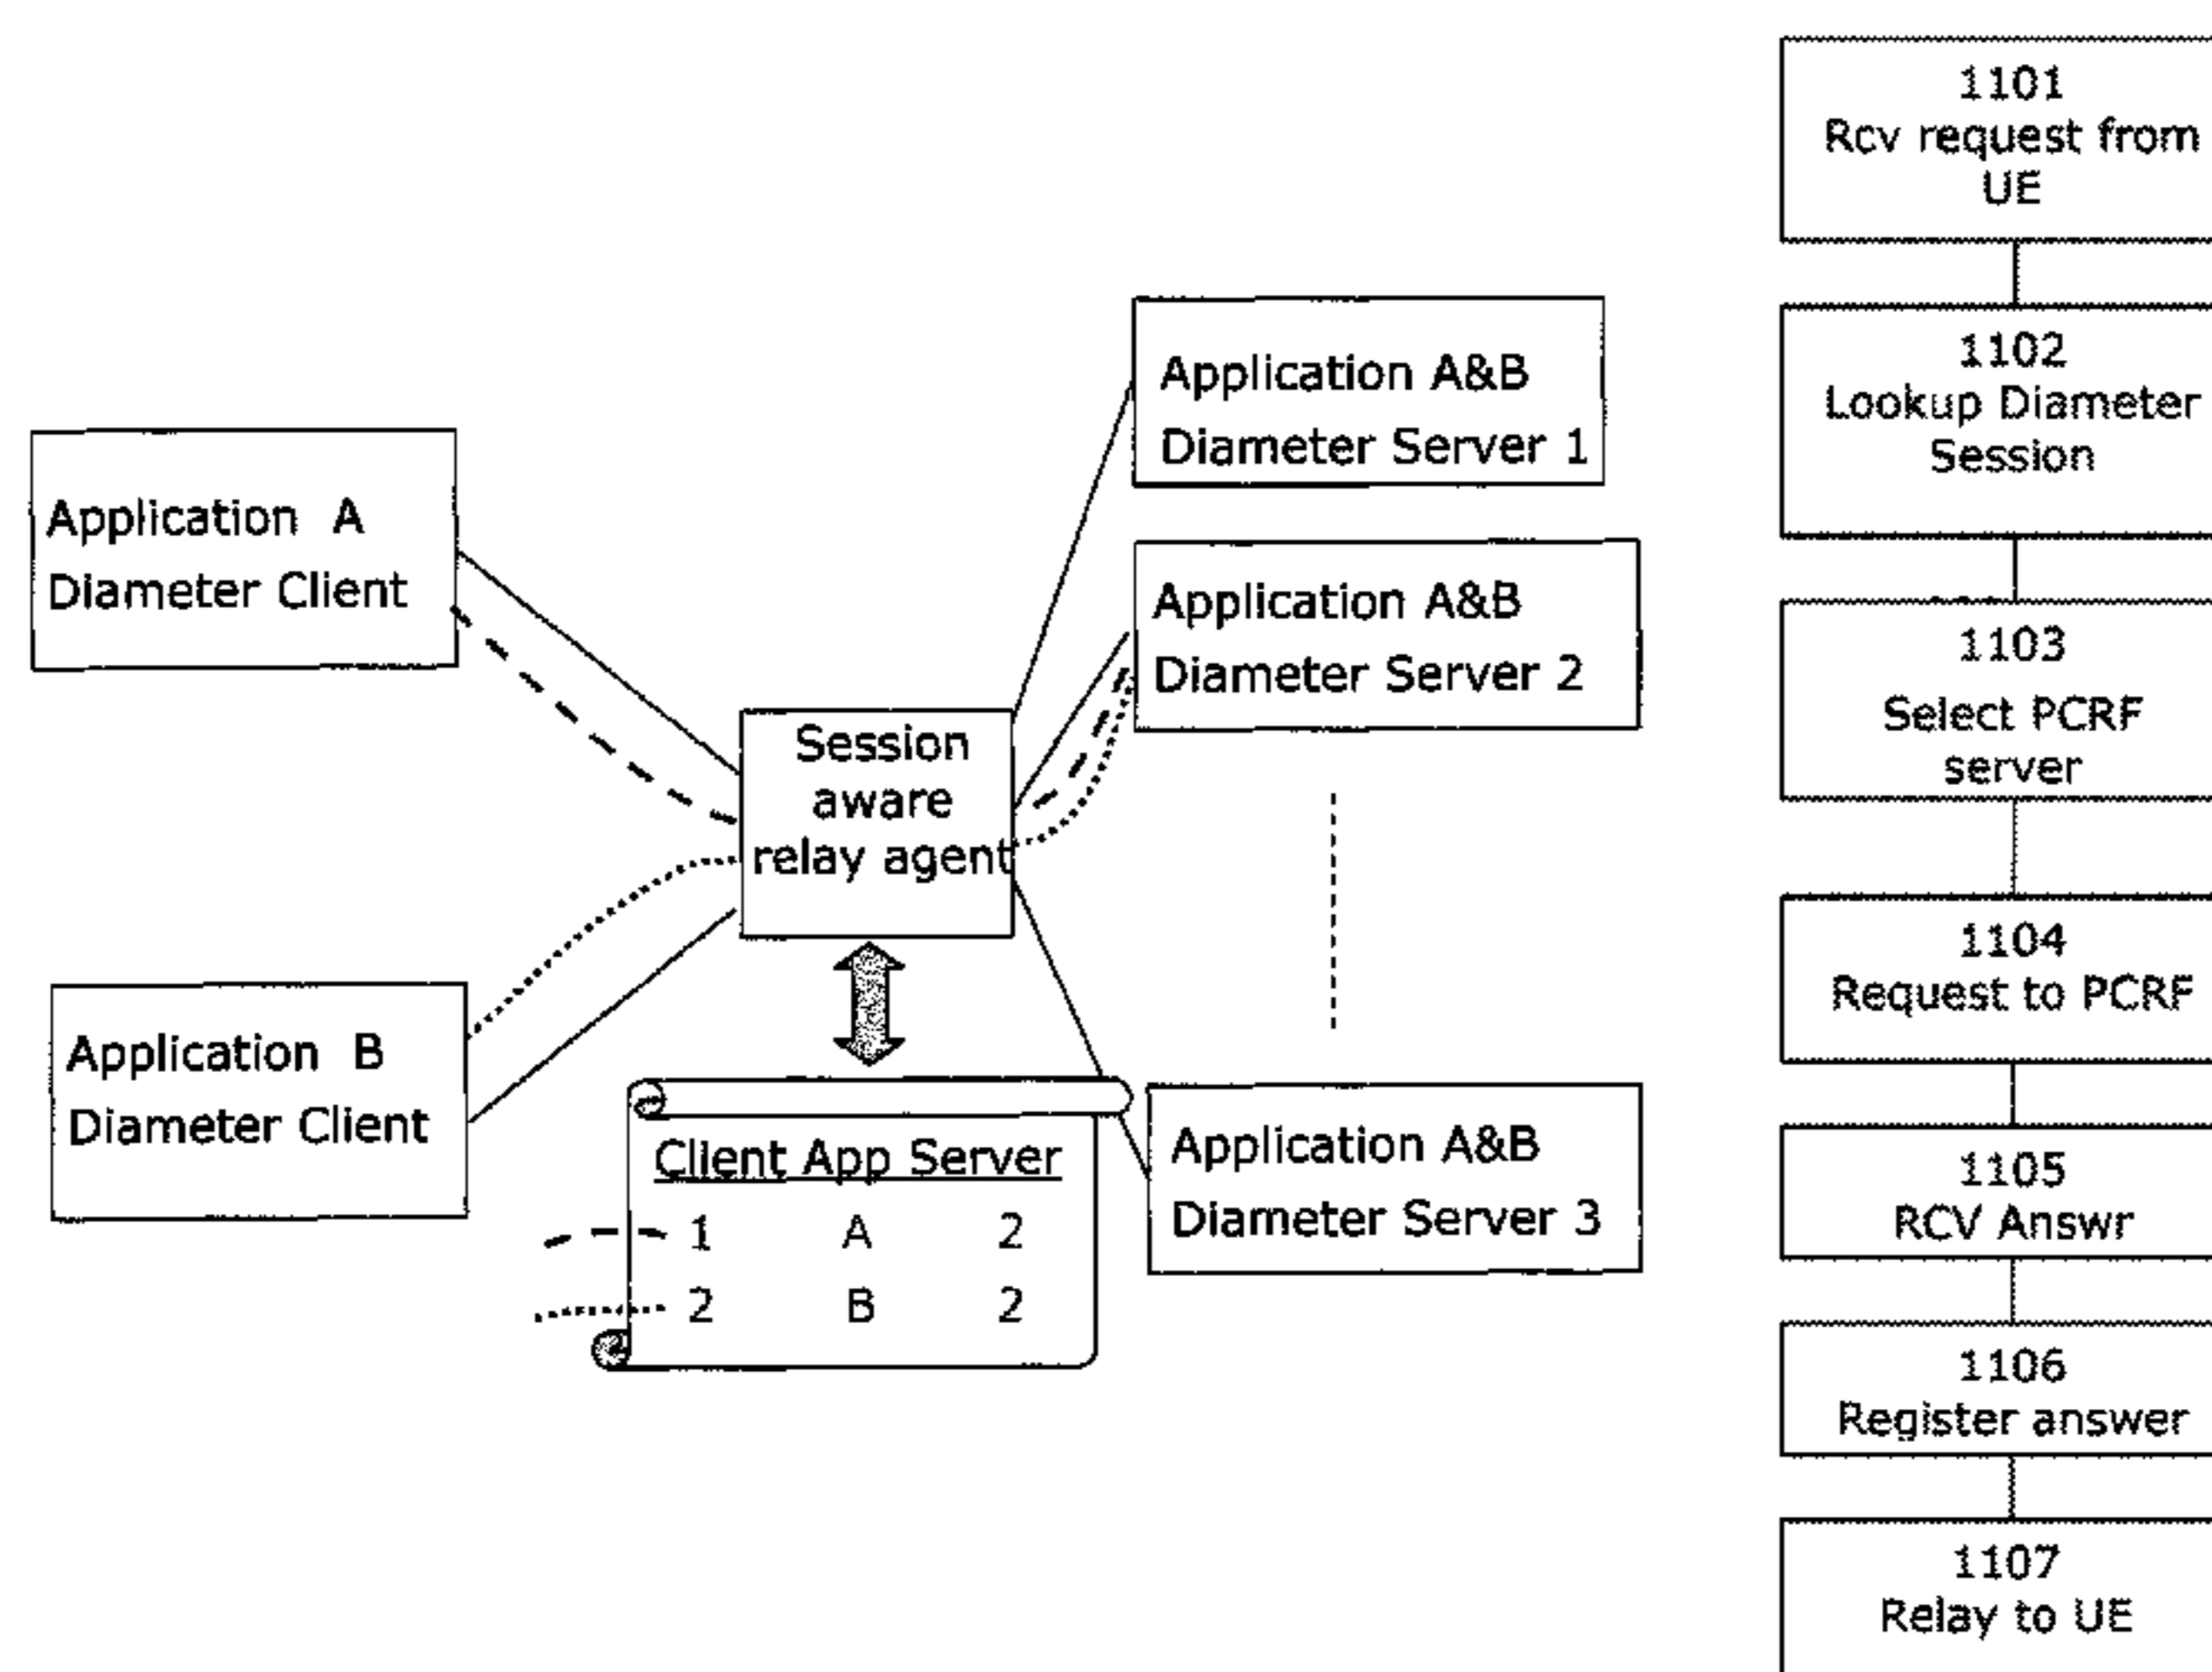 Application A
Diameter Client
Application B
Diameter Client
Session
aware
relay agent
Client App Server
1 A 2
2 B 2
Application A&B
Diameter Server 1
Application A&B
Diameter Server 2
Application A&B
Diameter Server 3
1101
Rcv request from
UE
1102
Lookup Diameter
Session
1103
Select PCRF
server
1104
Request to PCRF
1105
RCV Answr
1106
Register answer
1107
Relay to UE